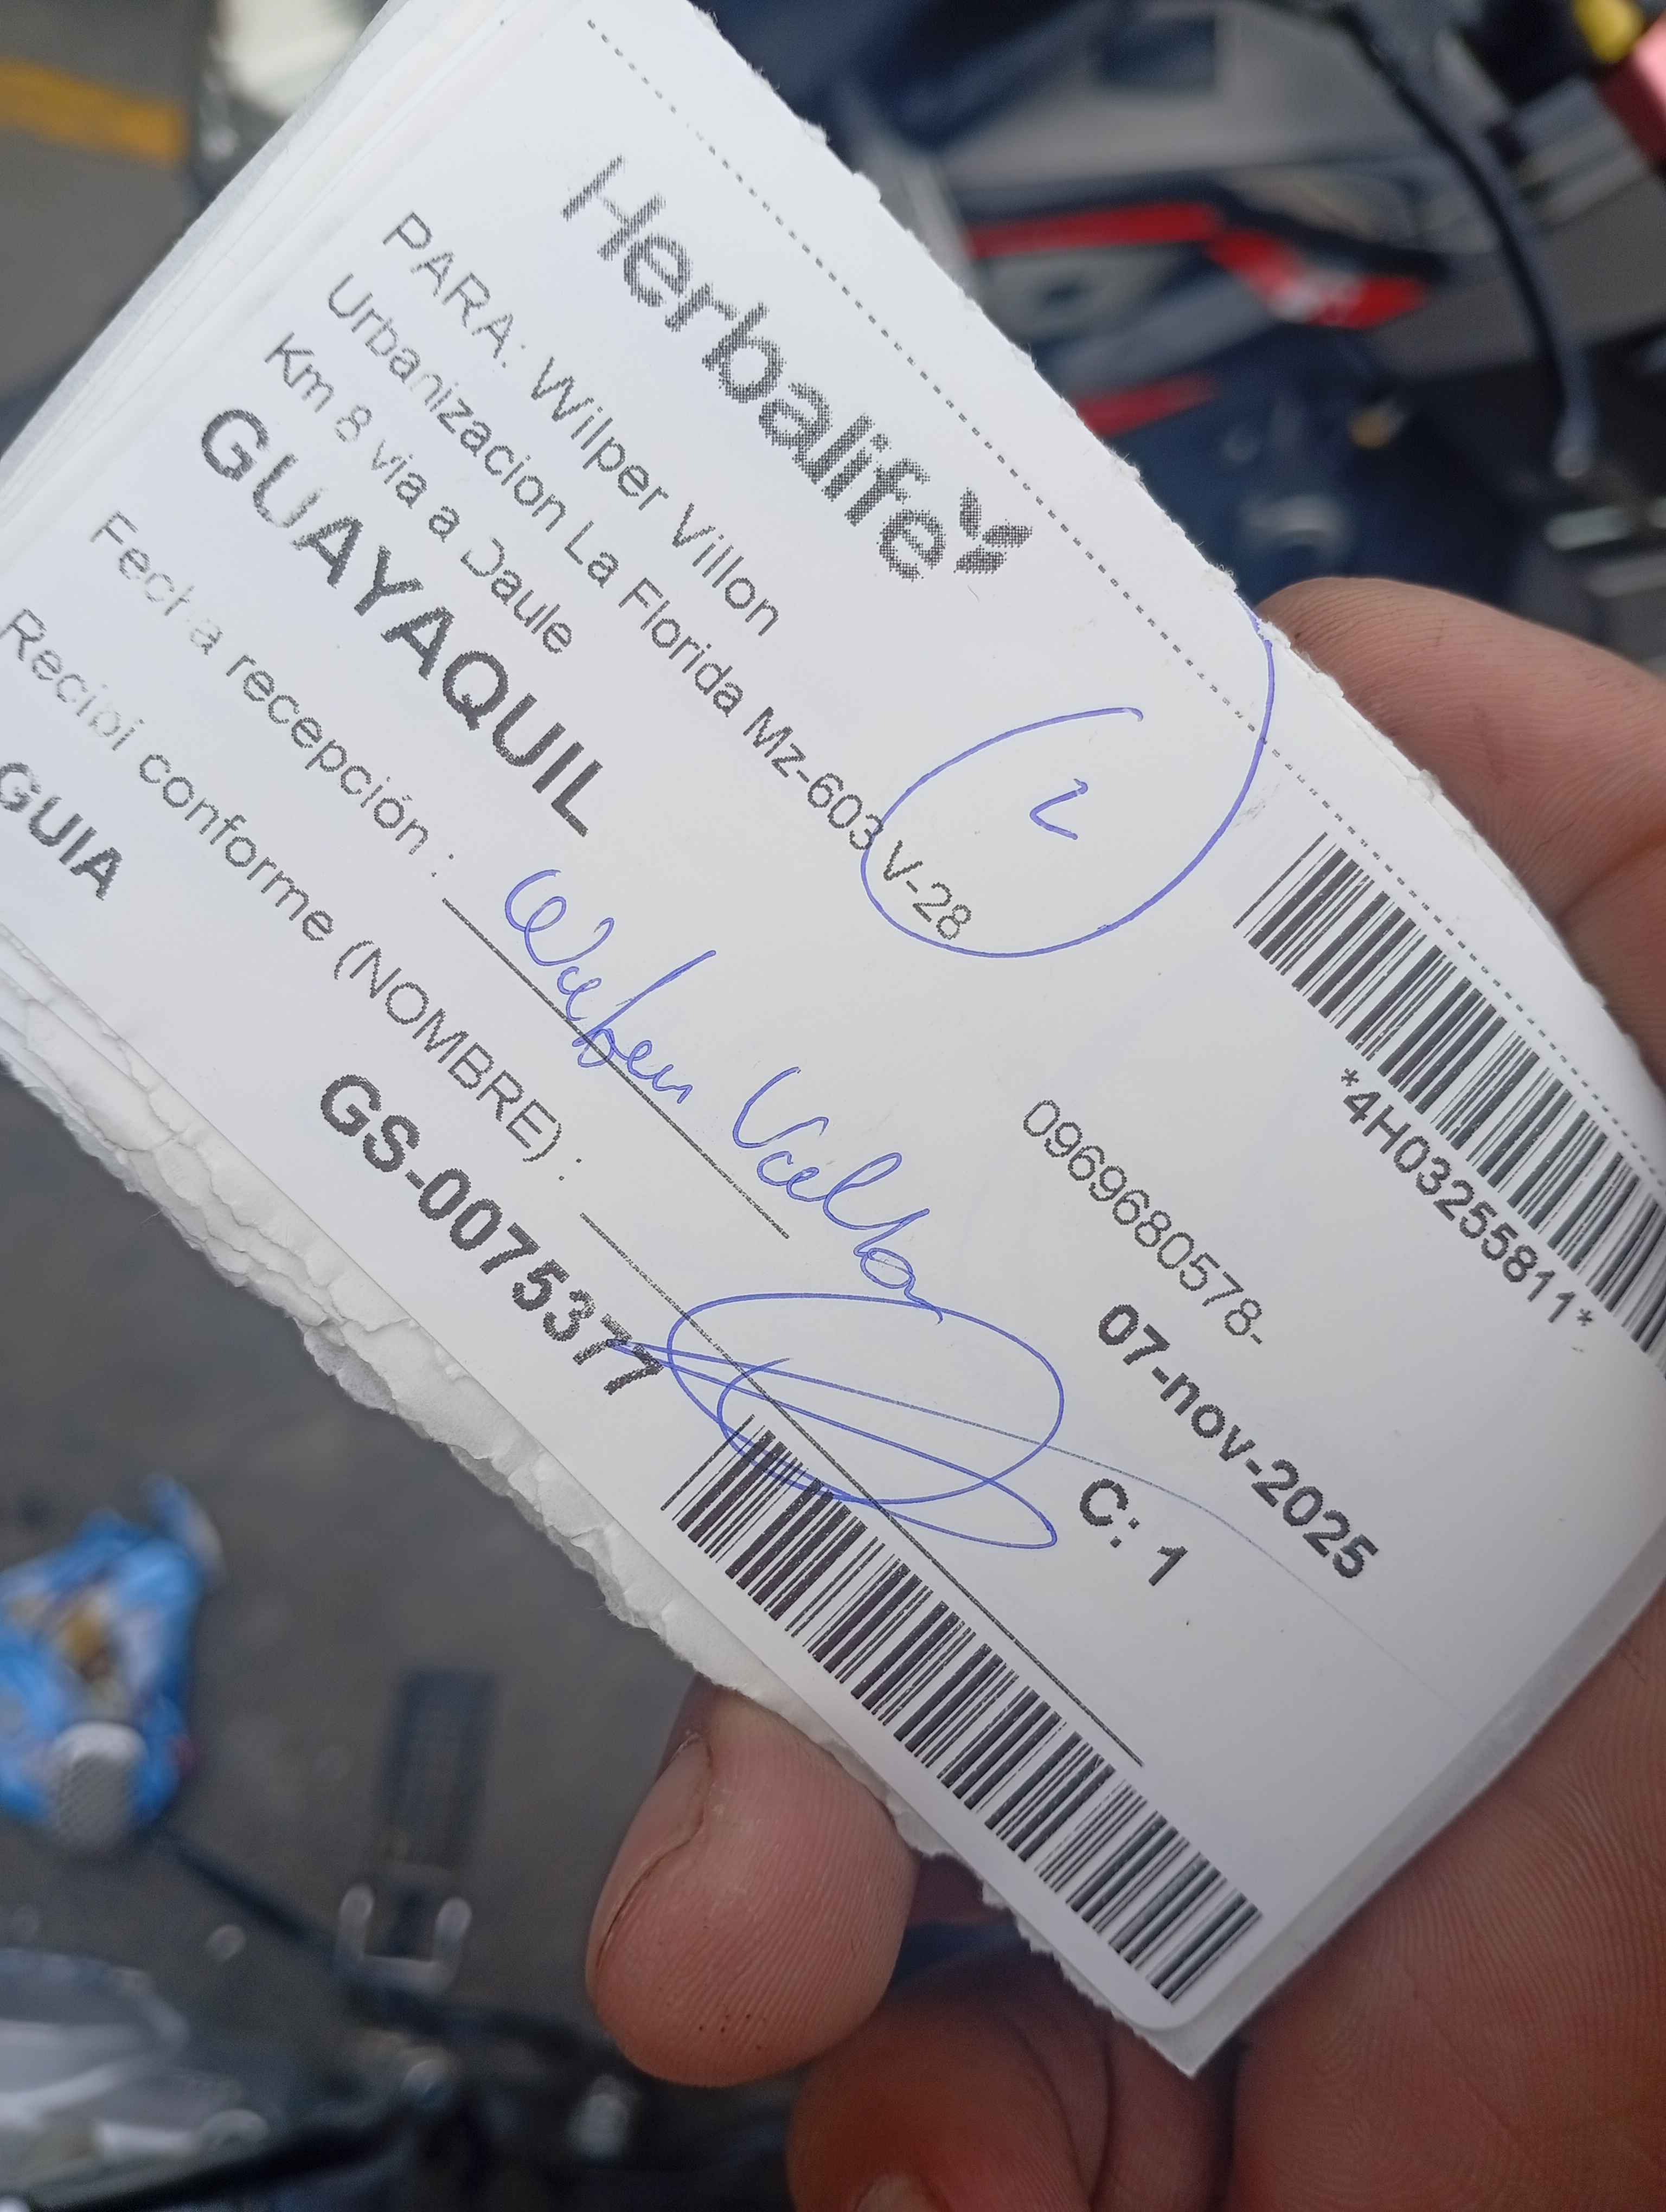 Herbalife
*4H03255811*
PARA: Wilper Villon
Urbanizacion La Florida Mz-603 V-28
0969680578-
Km 8 via a Daule
GUAYAQUIL
07-nov-2025
Fecha recepción :
C: 1
Recibi conforme (NOMBRE) :
GUIA
GS-0075377